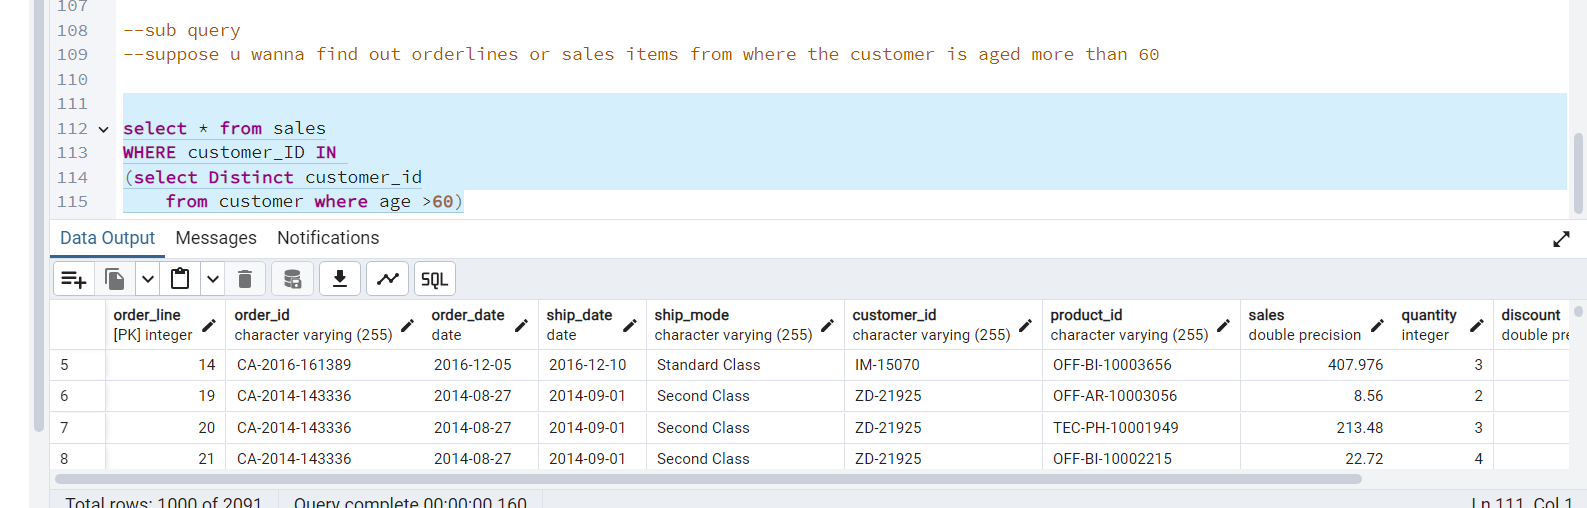 107
108 --sub query
109 --suppose u wanna find out orderlines or sales items from where the customer is aged more than 60
110
111
112 select * from sales
113 WHERE customer_ID IN
114 (select Distinct customer_id
115 from customer where age >60)
Data Output Messages Notifications
SQL
order_line order_id order_date ship_date ship_mode customer_id product_id sales quantity discount
[PK] integer character varying (255) date date character varying (255) character varying (255) character varying (255) double precision integer double pre
5 14 CA-2016-161389 2016-12-05 2016-12-10 Standard Class IM-15070 OFF-BI-10003656 407.976 3
6 19 CA-2014-143336 2014-08-27 2014-09-01 Second Class ZD-21925 OFF-AR-10003056 8.56 2
7 20 CA-2014-143336 2014-08-27 2014-09-01 Second Class ZD-21925 TEC-PH-10001949 213.48 3
8 21 CA-2014-143336 2014-08-27 2014-09-01 Second Class ZD-21925 OFF-BI-10002215 22.72 4
Total rows: 1000 of 2091 Query complete 00:00:00.160 Ln 111, Col 1